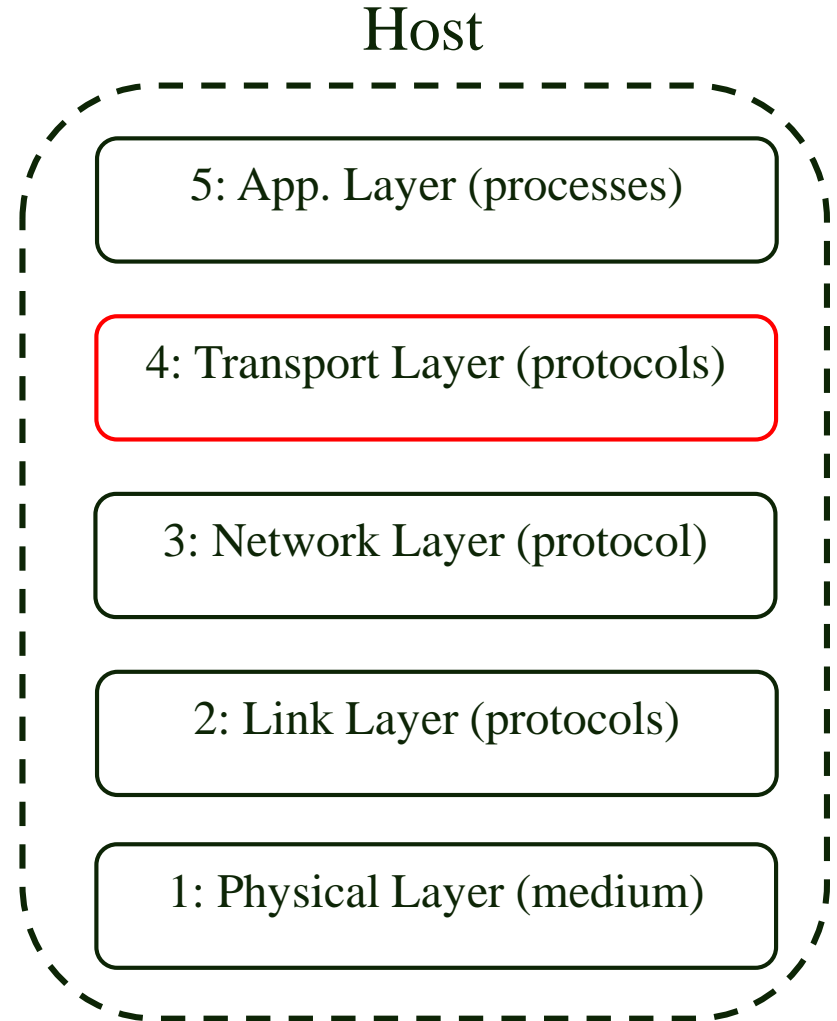 Host
5: App. Layer (processes)
4: Transport Layer (protocols)
3: Network Layer (protocol)
2: Link Layer (protocols)
1: Physical Layer (medium)